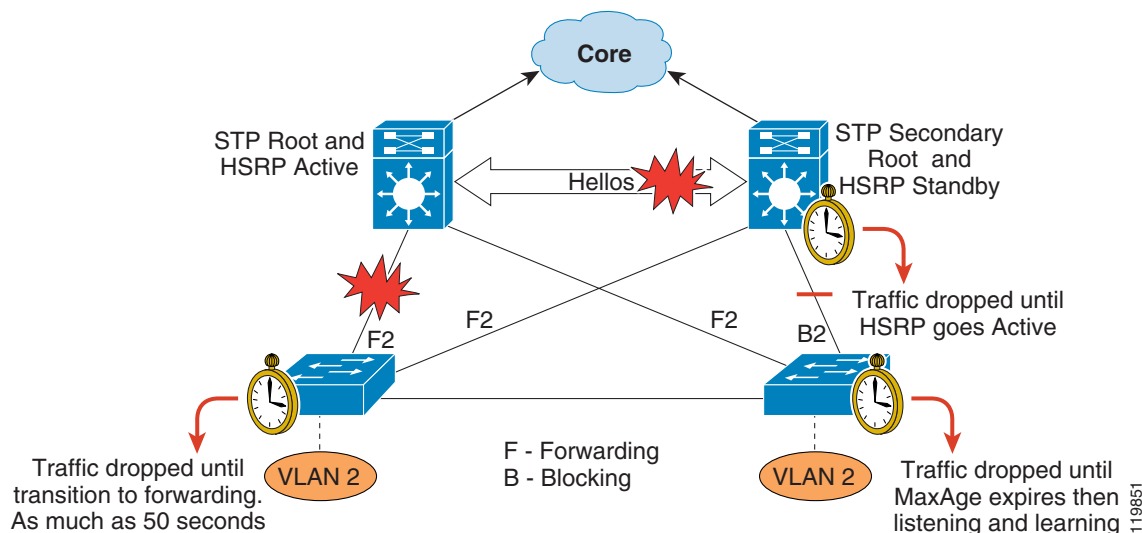 Core
STP Root and
HSRP Active
STP Secondary
Root and
HSRP Standby
Hellos
Traffic dropped until
HSRP goes Active
F2
F2
F2
B2
Traffic dropped until
transition to forwarding.
As much as 50 seconds
VLAN 2
F - Forwarding
B - Blocking
VLAN 2
Traffic dropped until
MaxAge expires then
listening and learning
119851